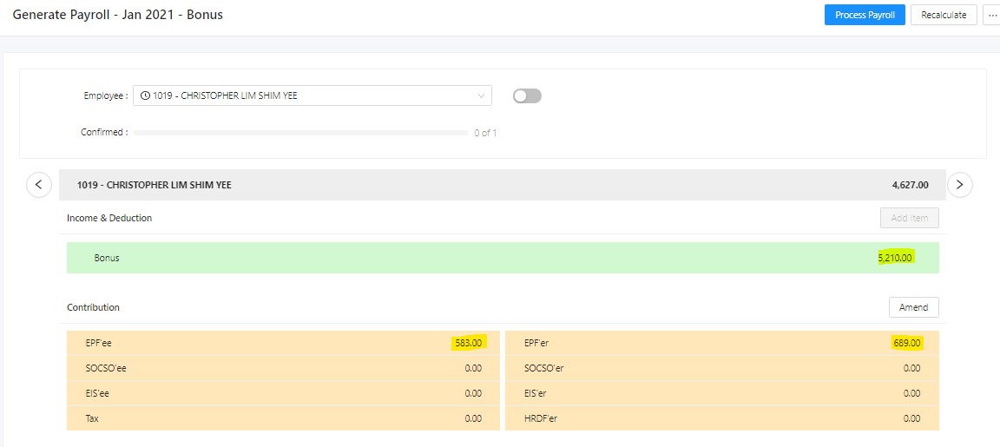 Generate Payroll - Jan 2021 - Bonus
Process Payroll Recalculate ...
Employee : 1019 - CHRISTOPHER LIM SHIM YEE
Confirmed : 0 of 1
1019 - CHRISTOPHER LIM SHIM YEE 4,627.00
Income & Deduction Add Item
Bonus 5,210.00
Contribution Amend
EPF'ee 583.00 EPF'er 689.00
SOCSO'ee 0.00 SOCSO'er 0.00
EIS'ee 0.00 EIS'er 0.00
Tax 0.00 HRDF'er 0.00